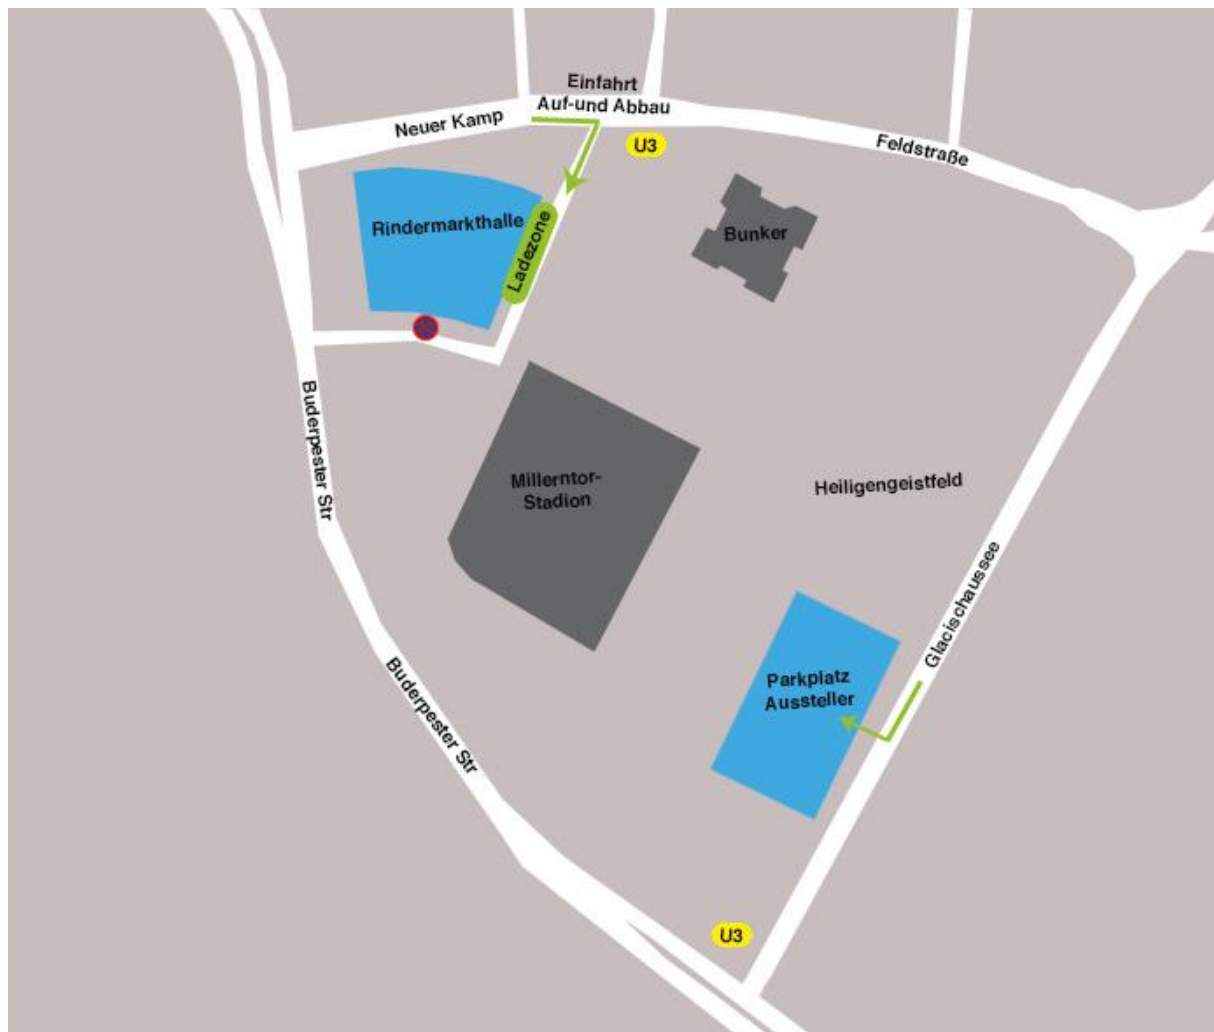 Einfahrt
Auf-und Abbau
Neuer Kamp
U3
Feldstraße
Rindermarkthalle
Ladezone
Bunker
Buderpester Str
Millerntor-
Stadion
Heiligengeistfeld
Glacischaussee
Parkplatz
Aussteller
Buderpester Str
U3